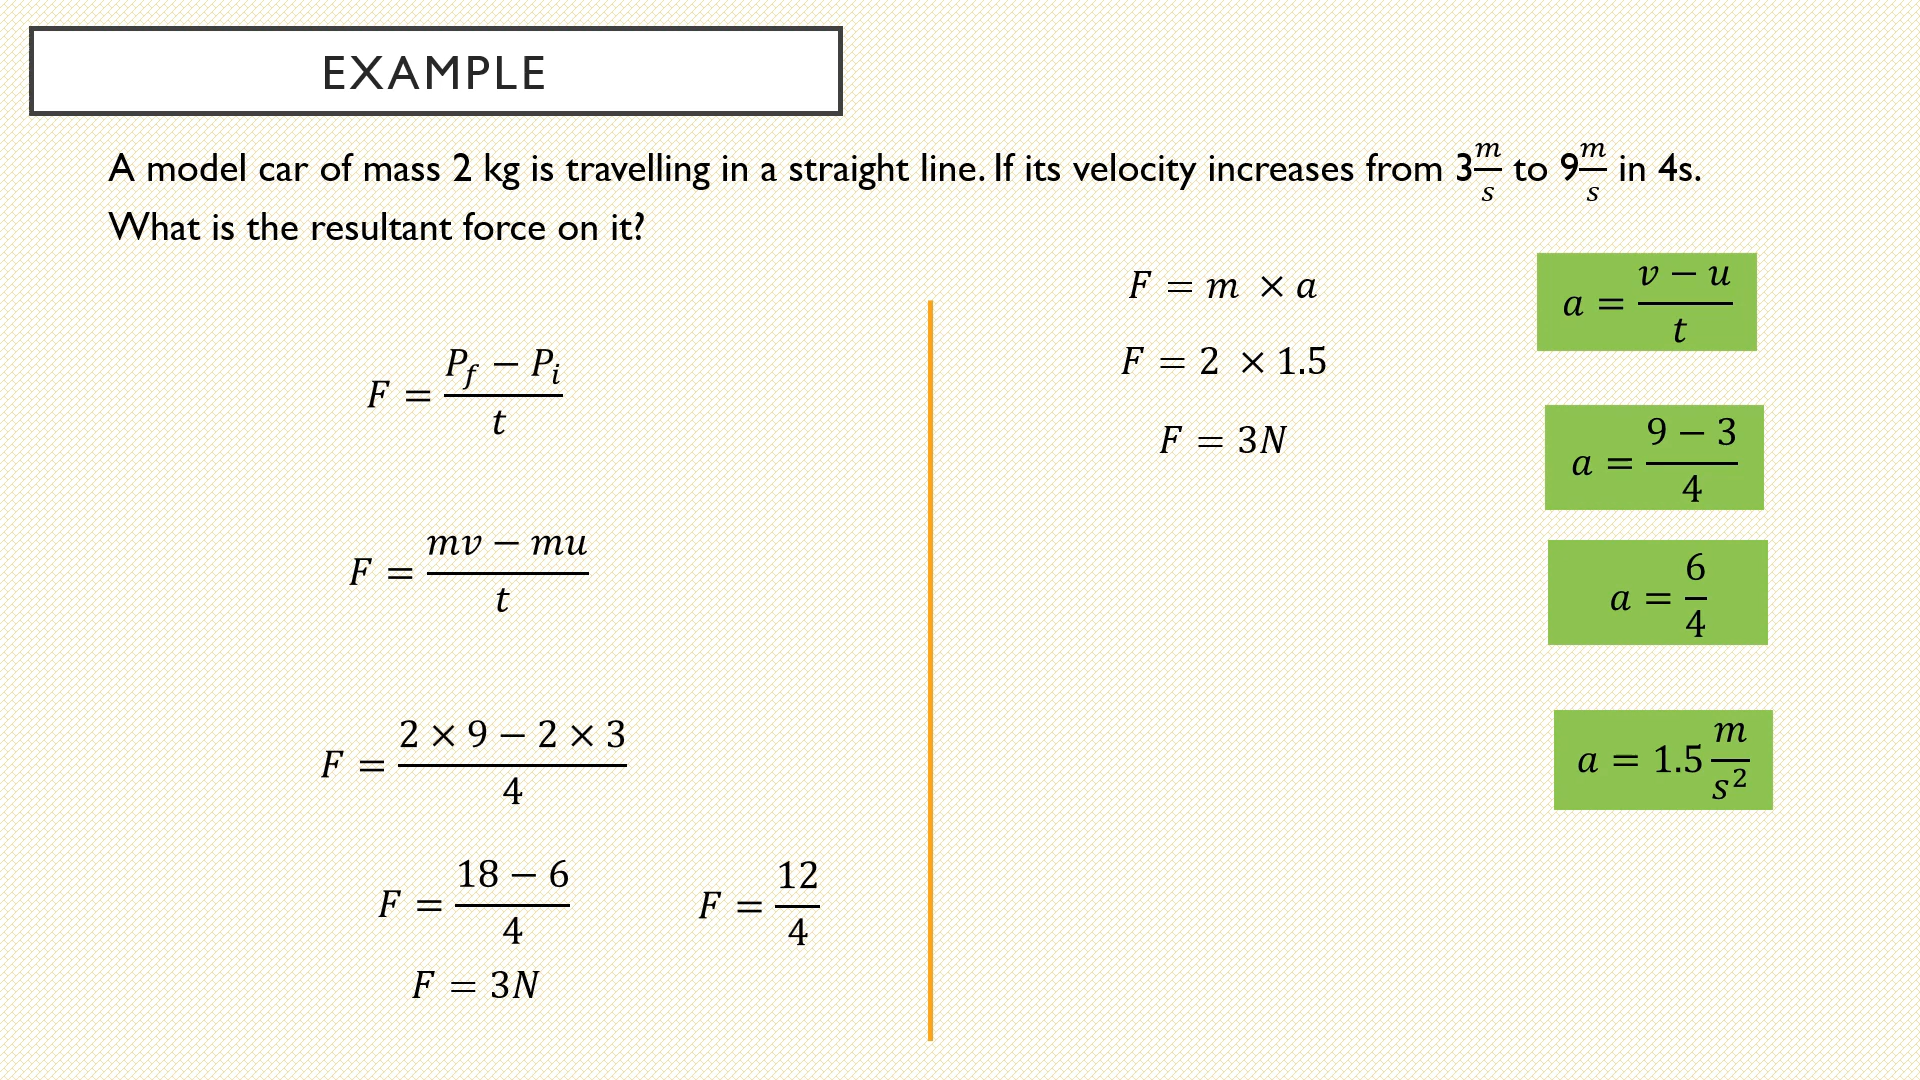 EXAMPLE
A model car of mass 2 kg is travelling in a straight line. If its velocity increases from 3 m/s to 9 m/s in 4s.
What is the resultant force on it?
F = (P_f − P_i)/t
F = (mv − mu)/t
F = (2 × 9 − 2 × 3)/4
F = (18 − 6)/4
F = 12/4
F = 3N
F = m × a
F = 2 × 1.5
F = 3N
a = (v − u)/t
a = (9 − 3)/4
a = 6/4
a = 1.5 m/s²